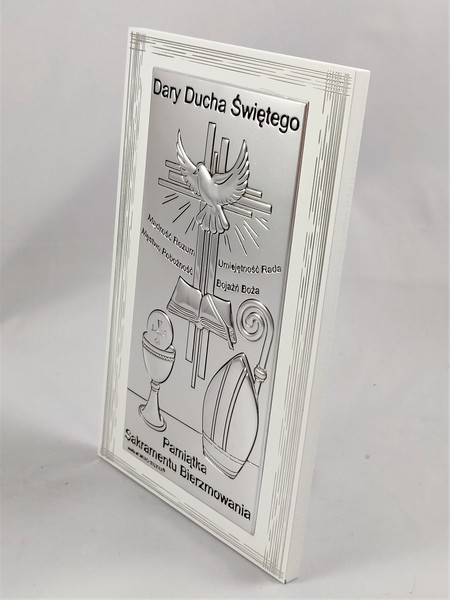 Dary Ducha Świętego
Mądrość Rozum
Męstwo Pobożność
Umiejętność Rada
Bojaźń Boża
Pamiątka
Sakramentu Bierzmowania